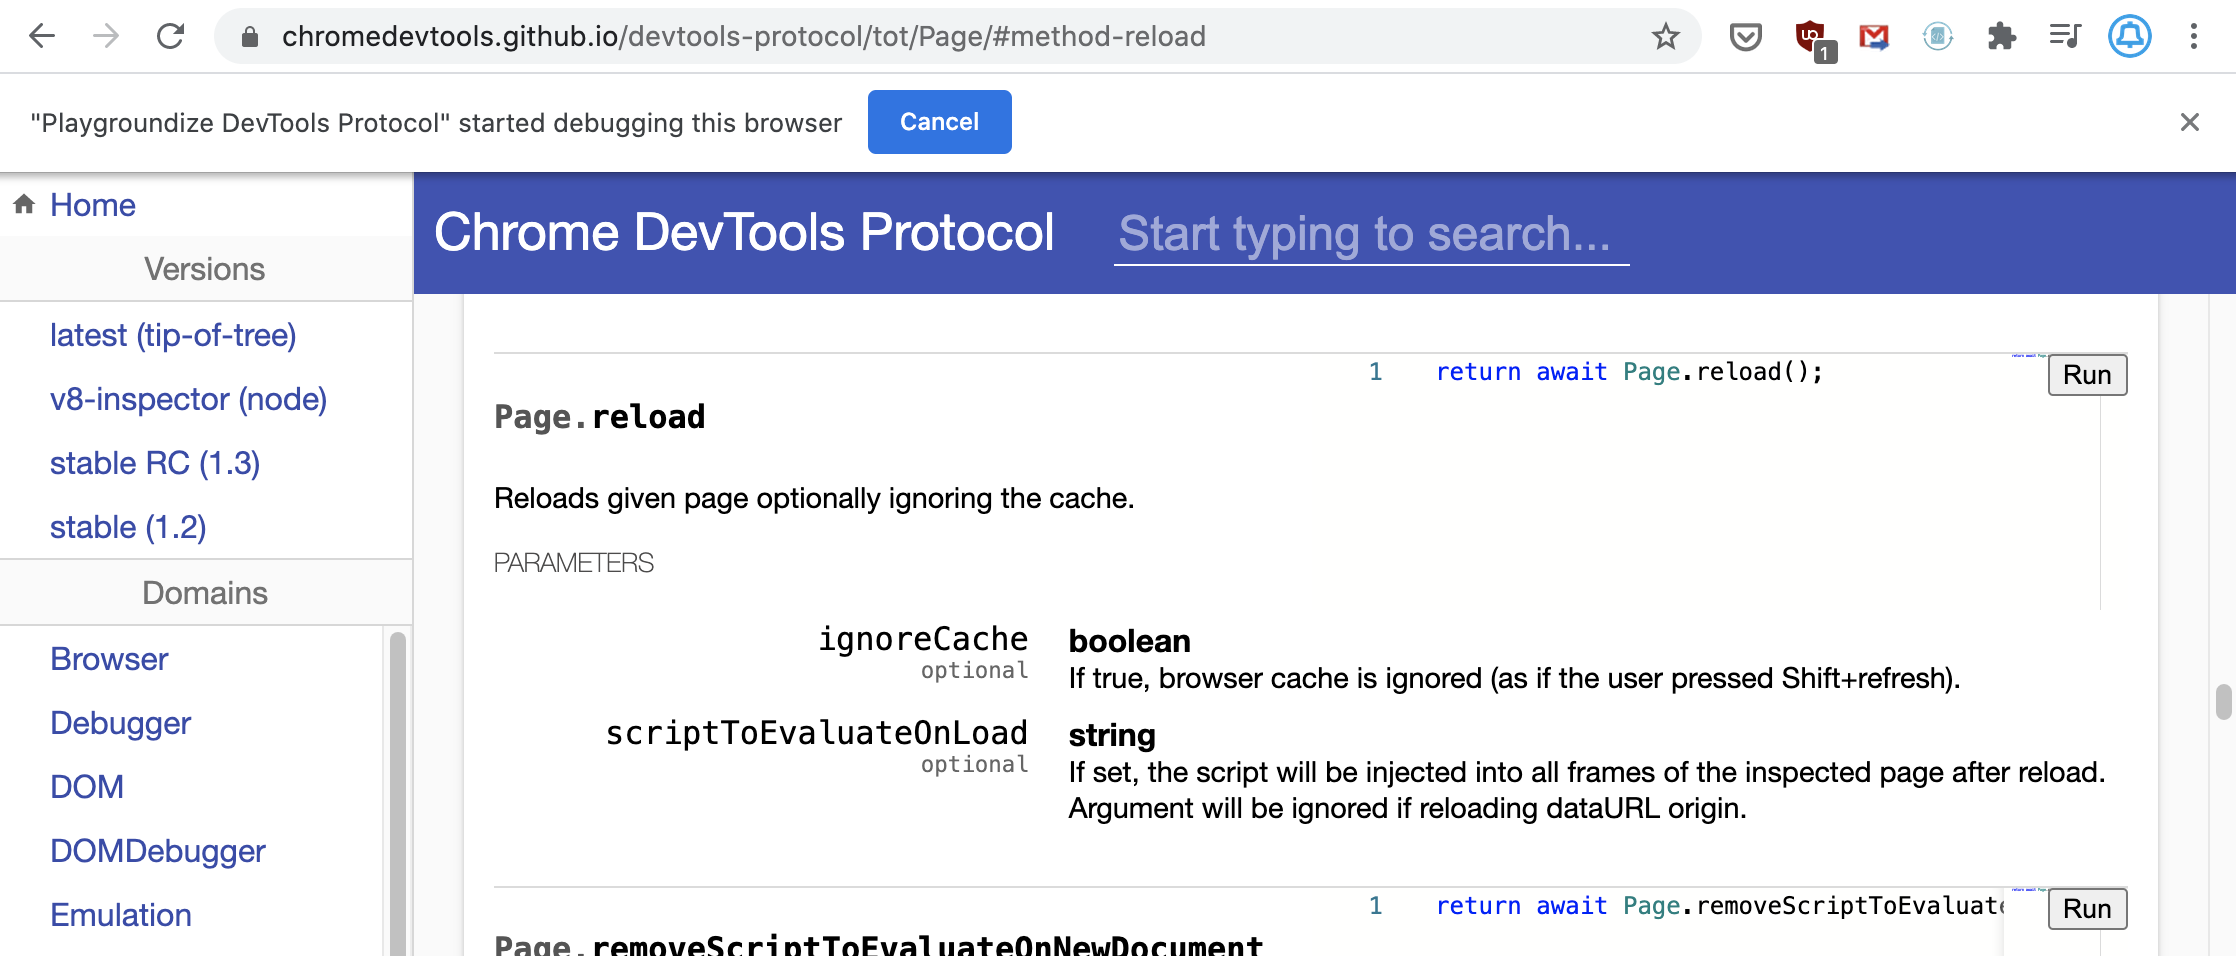 chromedevtools.github.io/devtools-protocol/tot/Page/#method-reload
1
"Playgroundize DevTools Protocol" started debugging this browser
Cancel
Home
Versions
latest (tip-of-tree)
v8-inspector (node)
stable RC (1.3)
stable (1.2)
Domains
Browser
Debugger
DOM
DOMDebugger
Emulation
Chrome DevTools Protocol
Start typing to search...
1 return await Page.reload();
Run
Page.reload
Reloads given page optionally ignoring the cache.
PARAMETERS
ignoreCache
optional
boolean
If true, browser cache is ignored (as if the user pressed Shift+refresh).
scriptToEvaluateOnLoad
optional
string
If set, the script will be injected into all frames of the inspected page after reload.
Argument will be ignored if reloading dataURL origin.
1 return await Page.removeScriptToEvaluate
Run
Page.removeScriptToEvaluateOnNewDocument